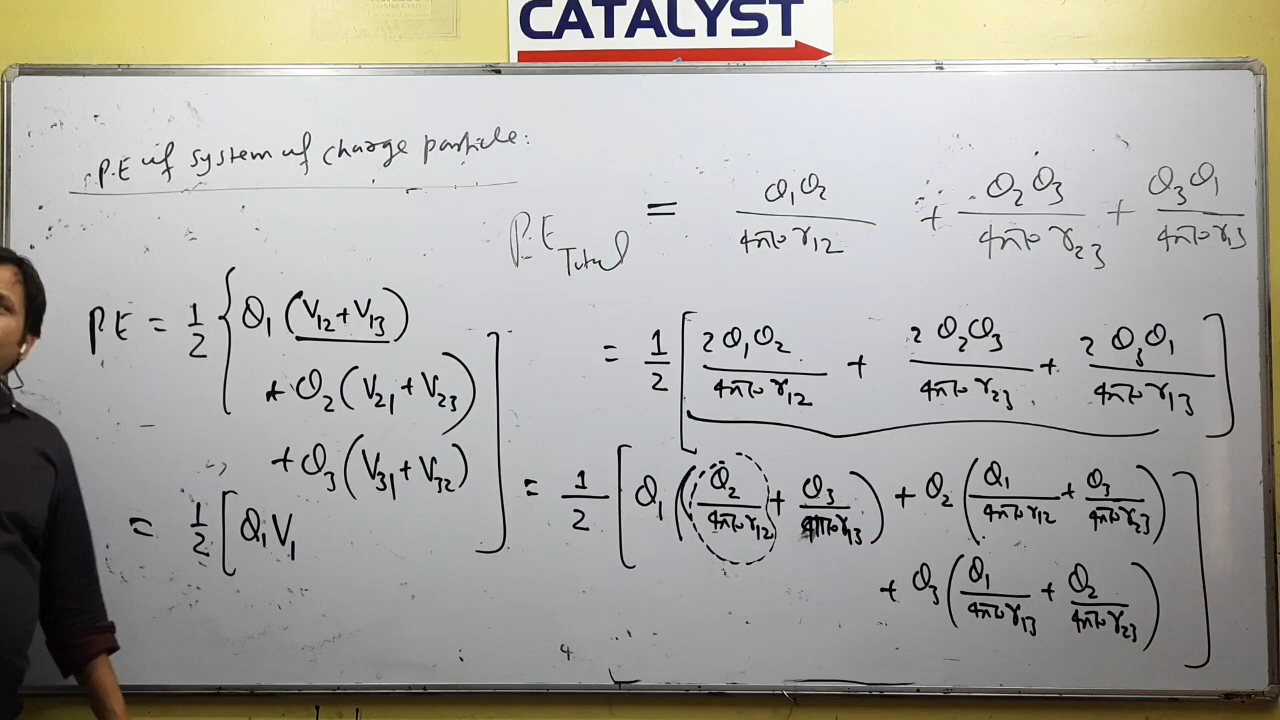 CATALYST
P.E of system of charge particle:
P.E Total = Q₁Q₂/4πε₀r₁₂ + Q₂Q₃/4πε₀r₂₃ + Q₃Q₁/4πε₀r₁₃
= 1/2 [2Q₁Q₂/4πε₀r₁₂ + 2Q₂Q₃/4πε₀r₂₃ + 2Q₃Q₁/4πε₀r₁₃]
= 1/2 [Q₁(Q₂/4πε₀r₁₂ + Q₃/4πε₀r₁₃) + Q₂(Q₁/4πε₀r₁₂ + Q₃/4πε₀r₂₃)
+ Q₃(Q₁/4πε₀r₁₃ + Q₂/4πε₀r₂₃)]
P.E = 1/2 {Q₁(V₁₂+V₁₃)
+ Q₂(V₂₁+V₂₃)
+ Q₃(V₃₁+V₃₂)]
= 1/2 [Q₁V₁